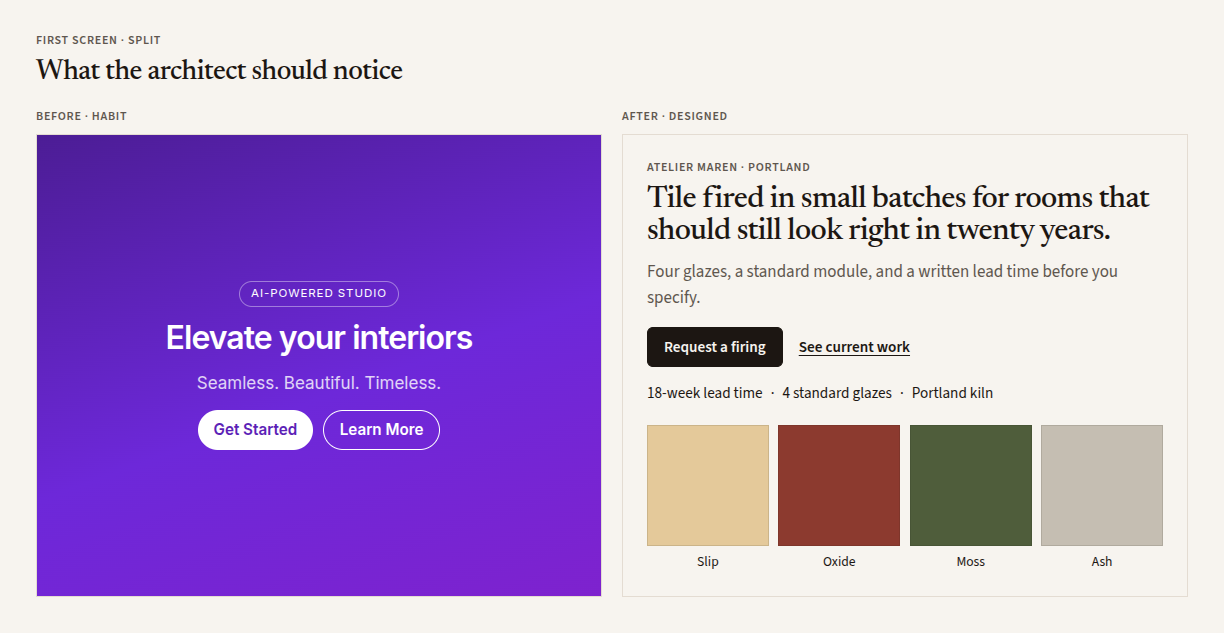 FIRST SCREEN · SPLIT
What the architect should notice
BEFORE · HABIT
AI-POWERED STUDIO
Elevate your interiors
Seamless. Beautiful. Timeless.
Get Started
Learn More
AFTER · DESIGNED
ATELIER MAREN · PORTLAND
Tile fired in small batches for rooms that
should still look right in twenty years.
Four glazes, a standard module, and a written lead time before you
specify.
Request a firing
See current work
18-week lead time · 4 standard glazes · Portland kiln
Slip
Oxide
Moss
Ash